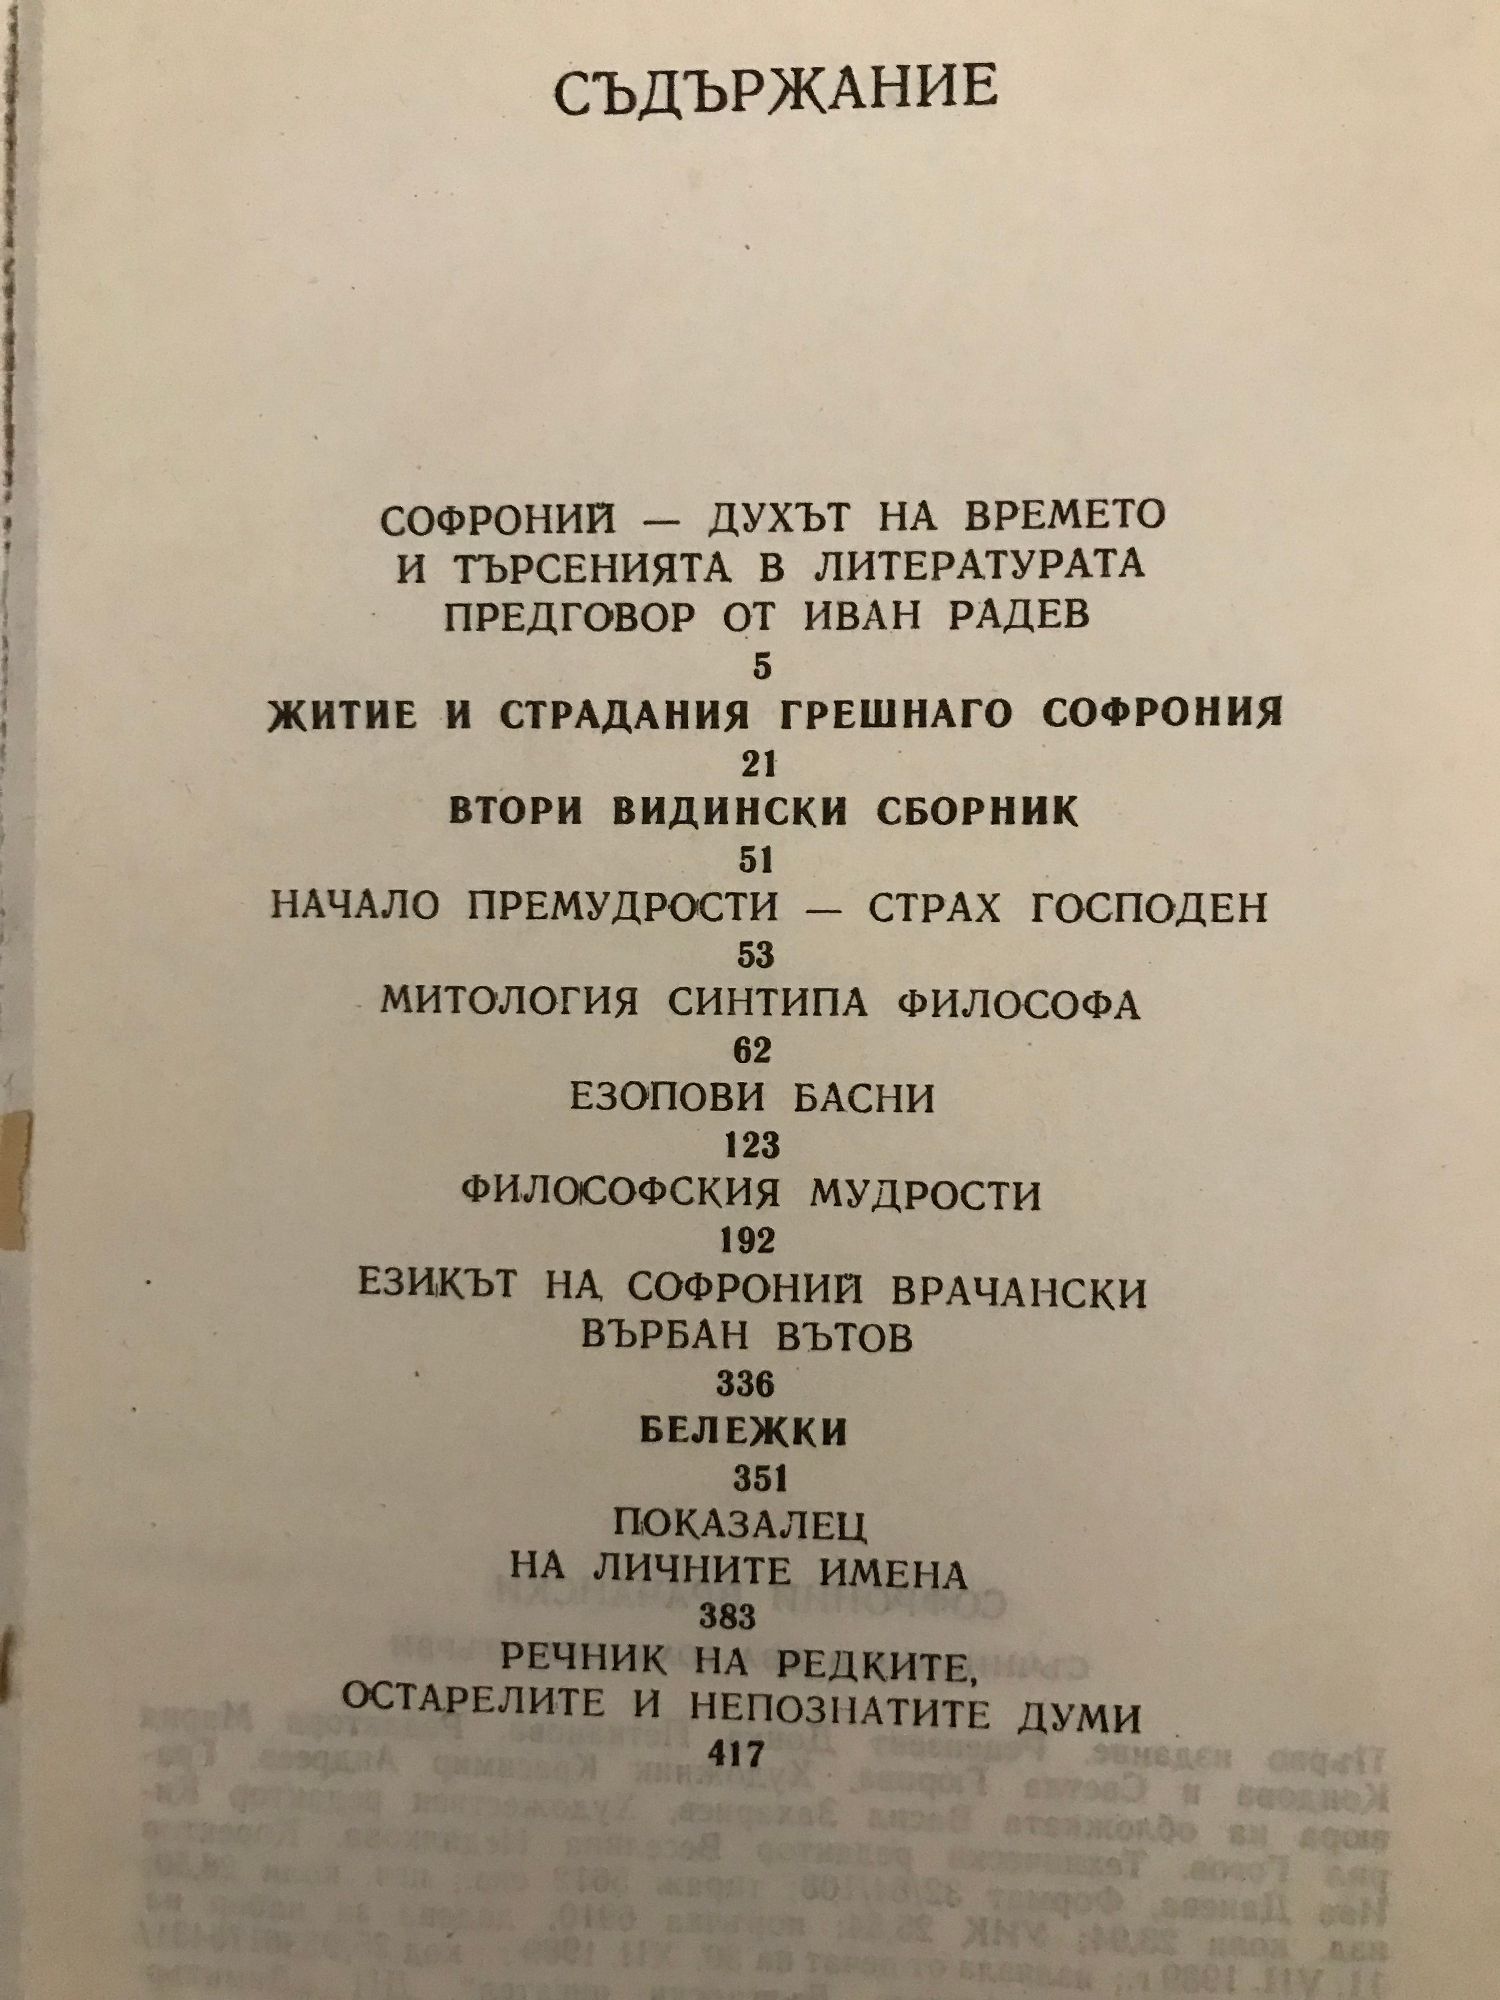 СЪДЪРЖАНИЕ
СОФРОНИЙ — ДУХЪТ НА ВРЕМЕТО
И ТЪРСЕНИЯТА В ЛИТЕРАТУРАТА
ПРЕДГОВОР ОТ ИВАН РАДЕВ
5
ЖИТИЕ И СТРАДАНИЯ ГРЕШНАГО СОФРОНИЯ
21
ВТОРИ ВИДИНСКИ СБОРНИК
51
НАЧАЛО ПРЕМУДРОСТИ — СТРАХ ГОСПОДЕН
53
МИТОЛОГИЯ СИНТИПА ФИЛОСОФА
62
ЕЗОПОВИ БАСНИ
123
ФИЛОСОФСКИЯ МУДРОСТИ
192
ЕЗИКЪТ НА СОФРОНИЙ ВРАЧАНСКИ
ВЪРБАН ВЪТОВ
336
БЕЛЕЖКИ
351
ПОКАЗАЛЕЦ
НА ЛИЧНИТЕ ИМЕНА
383
РЕЧНИК НА РЕДКИТЕ,
ОСТАРЕЛИТЕ И НЕПОЗНАТИТЕ ДУМИ
417